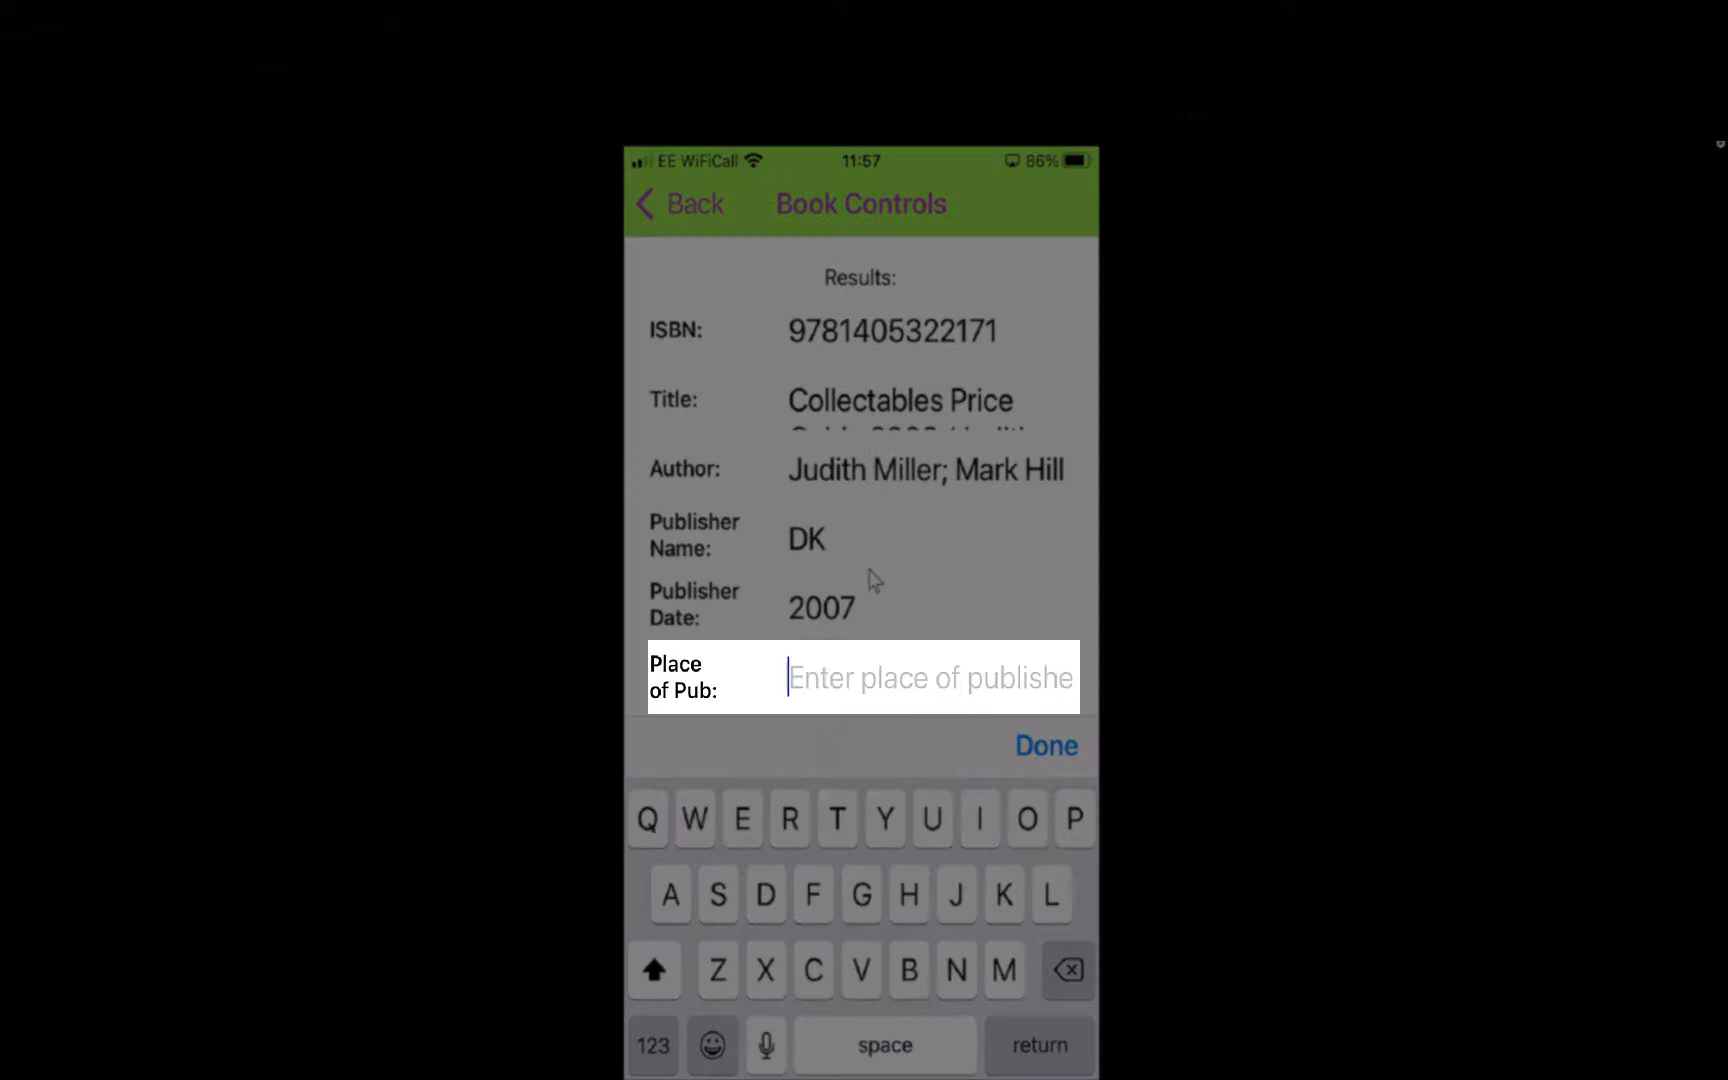 EE WiFiCall 11:57 86%
Back Book Controls
Results:
ISBN: 9781405322171
Title: Collectables Price
Author: Judith Miller; Mark Hill
Publisher
Name: DK
Publisher
Date: 2007
Place
of Pub: Enter place of publishe
Done
Q W E R T Y U I O P
A S D F G H J K L
Z X C V B N M
123 space return